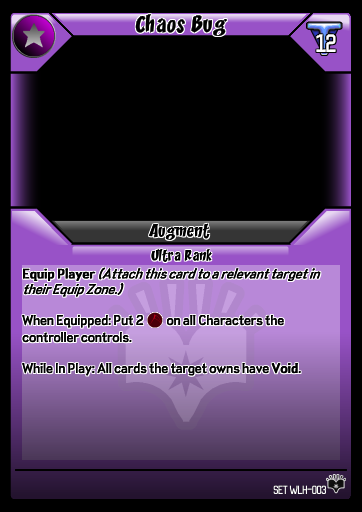 Chaos Bug
12
Augment
Ultra Rank
Equip Player (Attach this card to a relevant target in
their Equip Zone.)
When Equipped: Put 2 on all Characters the
controller controls.
While In Play: All cards the target owns have Void.
SET WLH-003